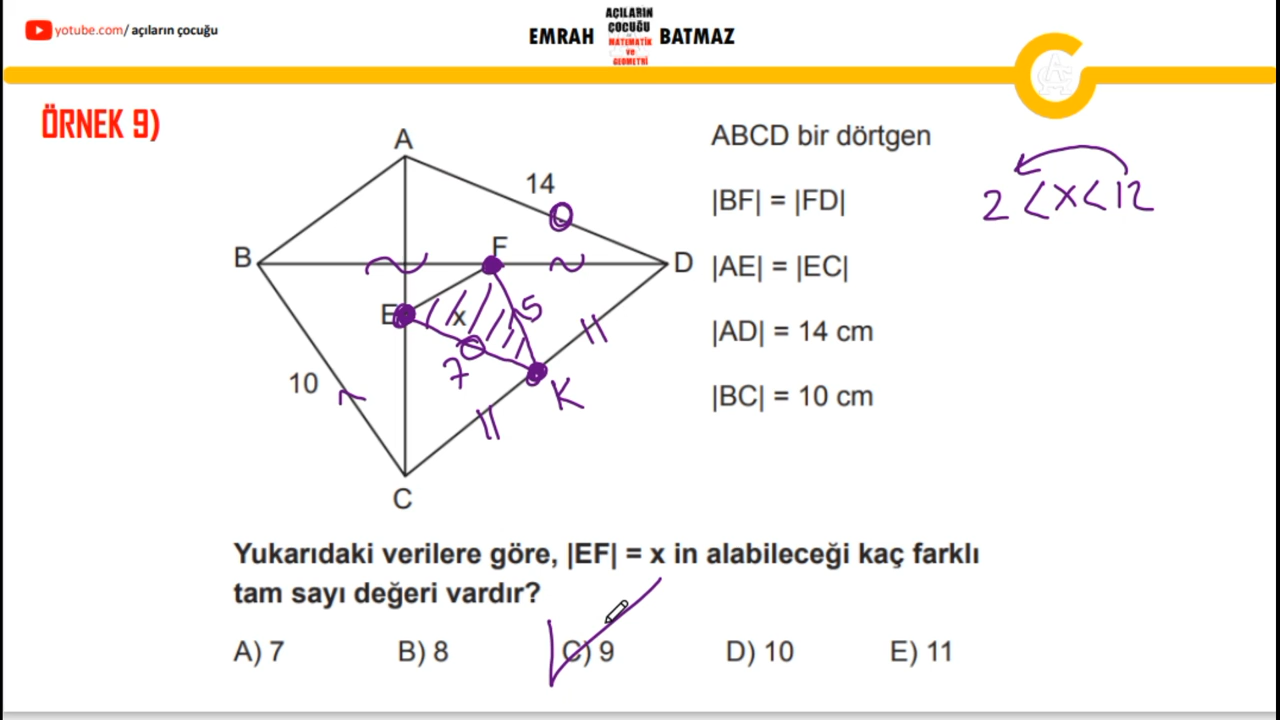 yotube.com/ açıların çocuğu
EMRAH
AÇILARIN
ÇOCUĞU
MATEMATİK
ve
GEOMETRİ
BATMAZ
ÖRNEK 9)
A
14
B
F
D
E
x
5
7
K
10
C
ABCD bir dörtgen
|BF| = |FD|
|AE| = |EC|
|AD| = 14 cm
|BC| = 10 cm
2 < x < 12
Yukarıdaki verilere göre, |EF| = x in alabileceği kaç farklı
tam sayı değeri vardır?
A) 7 B) 8 C) 9 D) 10 E) 11